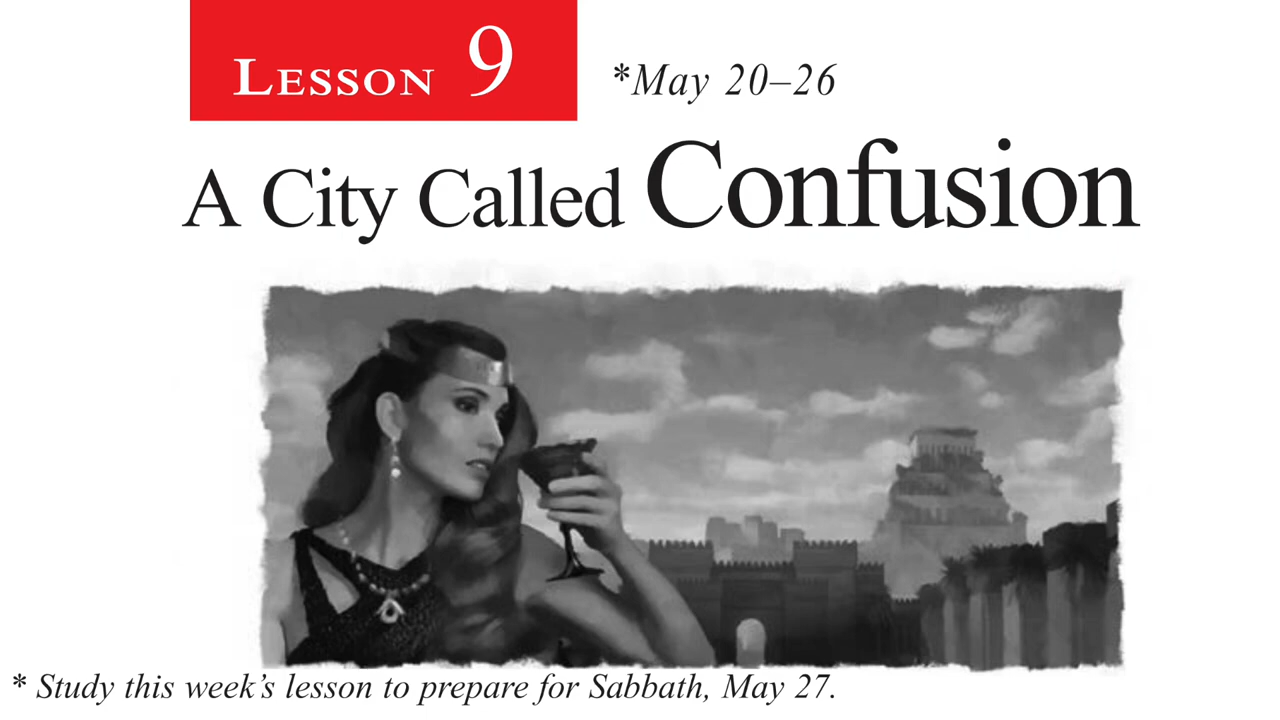 Lesson 9
*May 20–26
A City Called Confusion
* Study this week’s lesson to prepare for Sabbath, May 27.